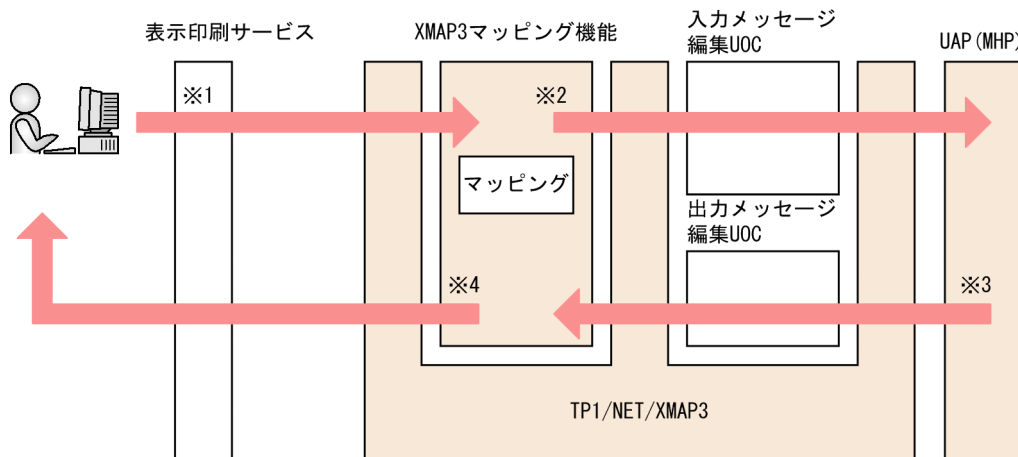 表示印刷サービス
XMAP3マッピング機能
入力メッセージ
編集UOC
UAP(MHP)
※1
※2
マッピング
出力メッセージ
編集UOC
※4
※3
TP1/NET/XMAP3